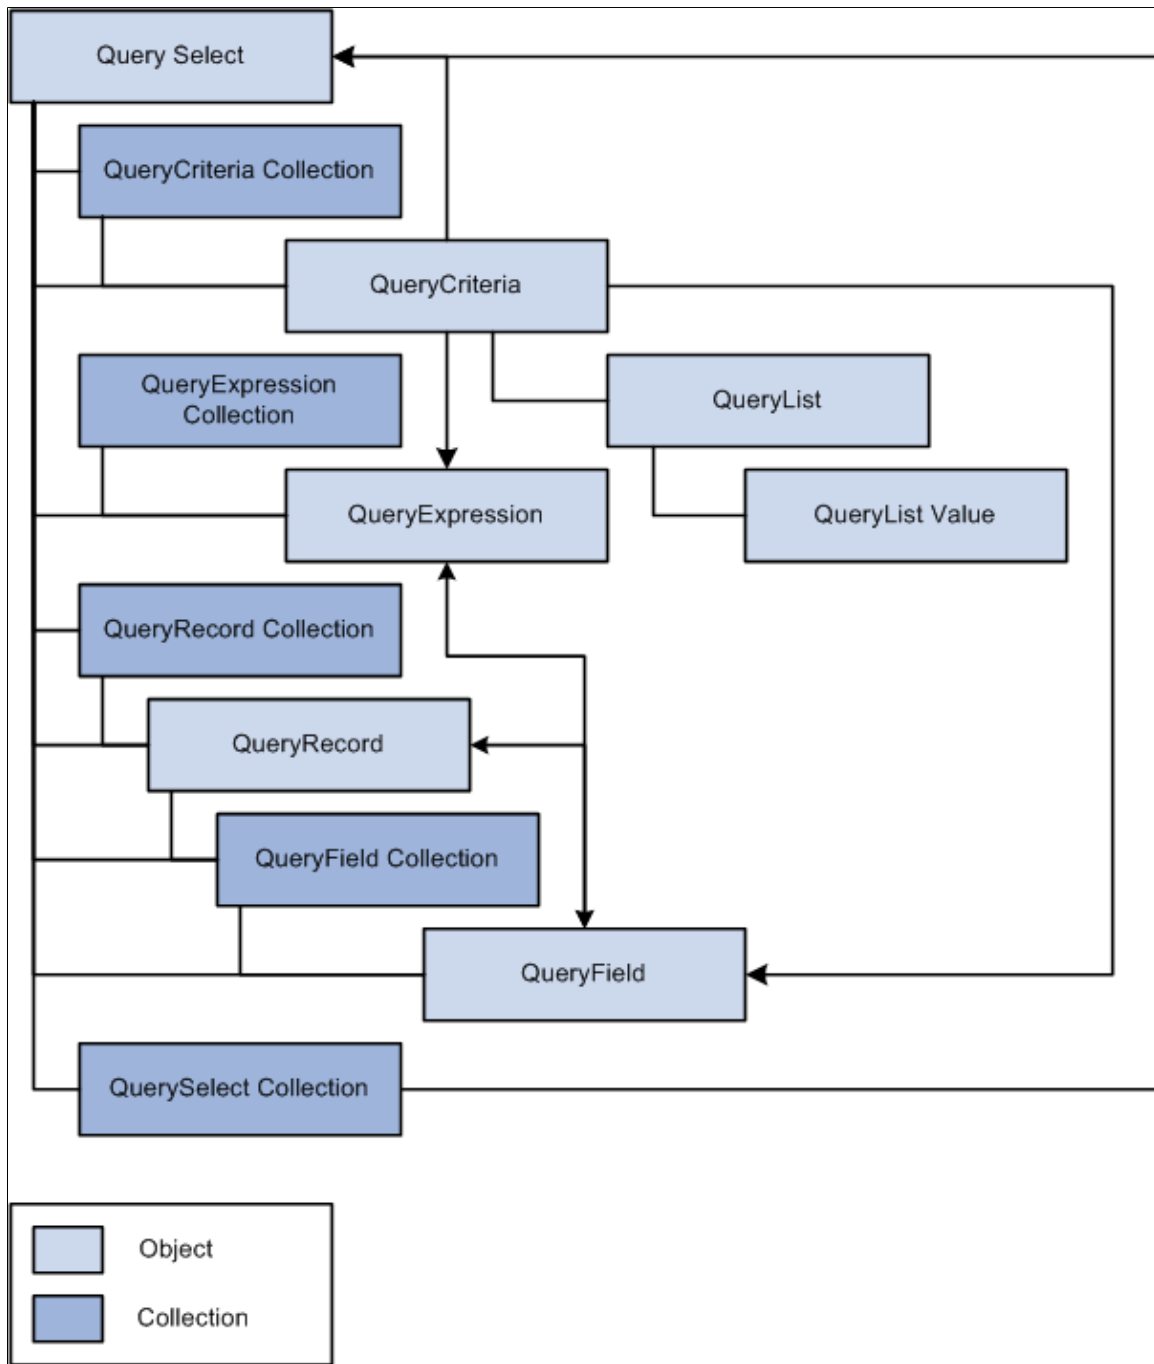 Query Select
QueryCriteria Collection
QueryCriteria
QueryExpression
Collection
QueryList
QueryExpression
QueryList Value
QueryRecord Collection
QueryRecord
QueryField Collection
QueryField
QuerySelect Collection
Object
Collection